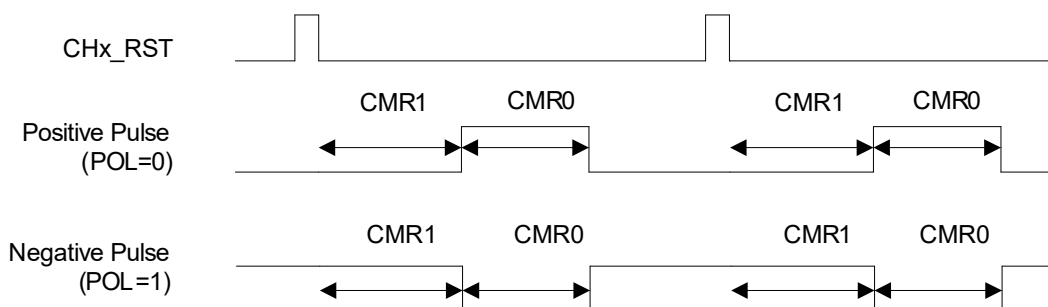 CHx_RST
CMR1 CMR0 CMR1 CMR0
Positive Pulse
(POL=0)
CMR1 CMR0 CMR1 CMR0
Negative Pulse
(POL=1)